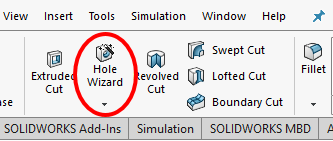 View Insert Tools Simulation Window
Extruded Cut
Hole Wizard
Revolved Cut
Swept Cut
Lofted Cut
Boundary Cut
Fillet
SOLIDWORKS Add-Ins Simulation SOLIDWORKS MBD